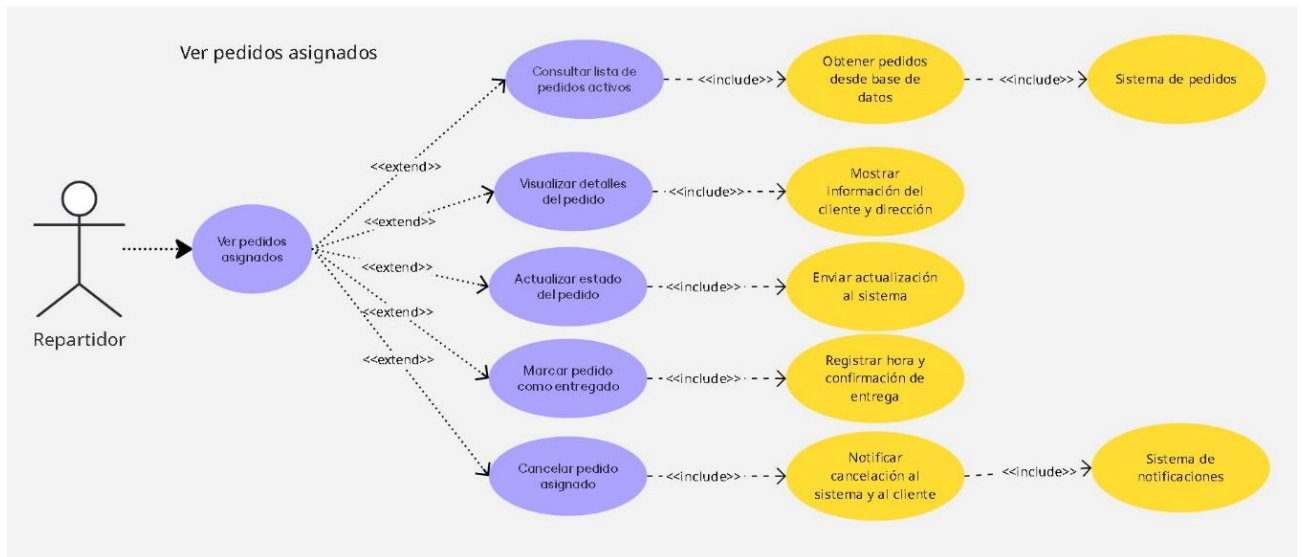 Ver pedidos asignados
Consultar lista de
pedidos activos
<<include>>
Obtener pedidos
desde base de
datos
<<include>>
Sistema de pedidos
<<extend>>
Visualizar detalles
del pedido
<<include>>
Mostrar
información del
cliente y dirección
<<extend>>
Ver pedidos
asignados
<<extend>>
Actualizar estado
del pedido
<<include>>
Enviar actualización
al sistema
<<extend>>
Repartidor
<<extend>>
Marcar pedido
como entregado
<<include>>
Registrar hora y
confirmación de
entrega
Cancelar pedido
asignado
<<include>>
Notificar
cancelación al
sistema y al cliente
<<include>>
Sistema de
notificaciones